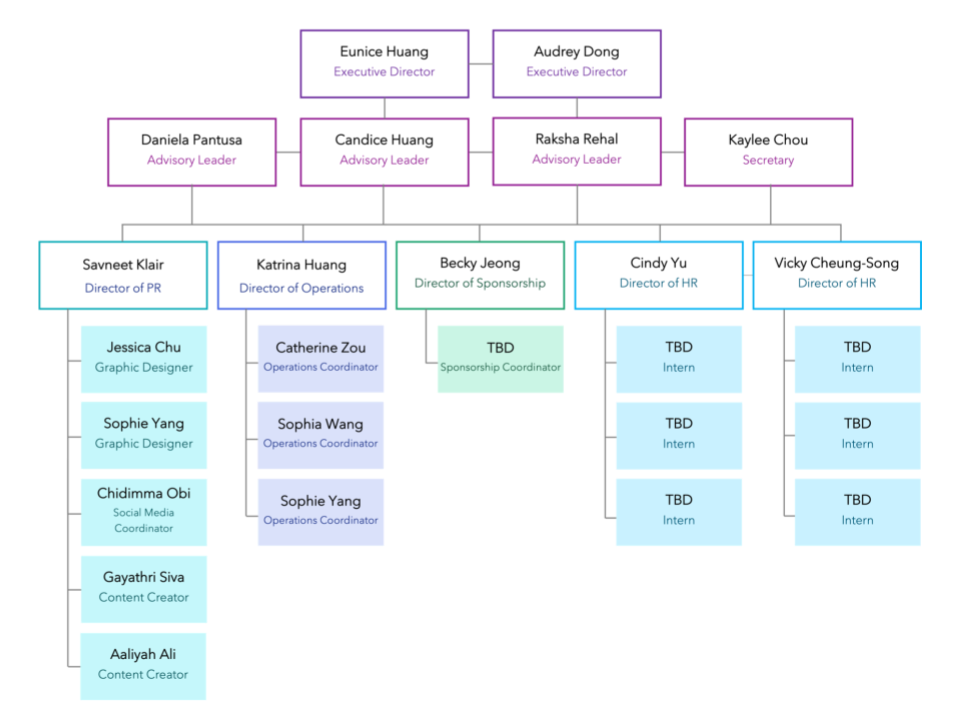 Eunice Huang
Executive Director
Audrey Dong
Executive Director
Daniela Pantusa
Advisory Leader
Candice Huang
Advisory Leader
Raksha Rehal
Advisory Leader
Kaylee Chou
Secretary
Savneet Klair
Director of PR
Katrina Huang
Director of Operations
Becky Jeong
Director of Sponsorship
Cindy Yu
Director of HR
Vicky Cheung-Song
Director of HR
Jessica Chu
Graphic Designer
Sophie Yang
Graphic Designer
Chidimma Obi
Social Media
Coordinator
Gayathri Siva
Content Creator
Aaliyah Ali
Content Creator
Catherine Zou
Operations Coordinator
Sophia Wang
Operations Coordinator
Sophie Yang
Operations Coordinator
TBD
Sponsorship Coordinator
TBD
Intern
TBD
Intern
TBD
Intern
TBD
Intern
TBD
Intern
TBD
Intern